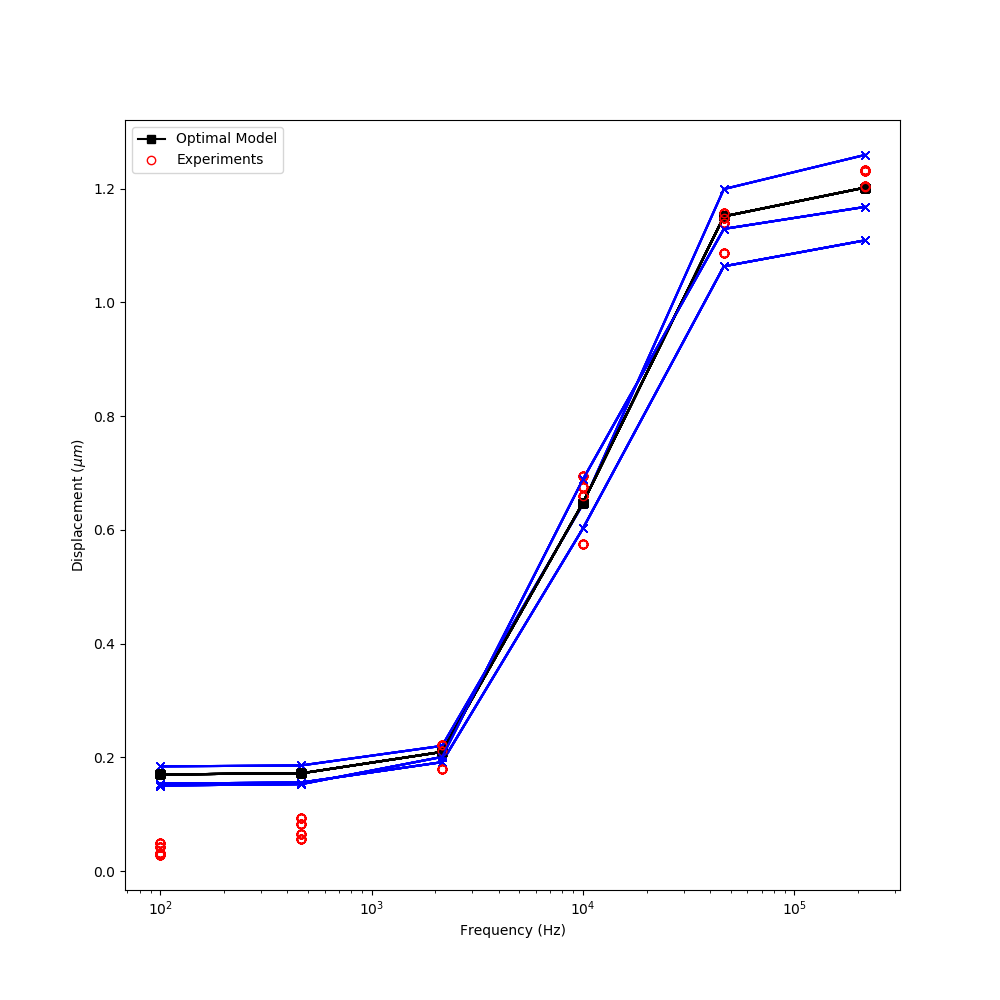 Optimal Model
Experiments
1.2
1.0
0.8
0.6
0.4
0.2
0.0
Displacement (μm)
10² 10³ 10⁴ 10⁵
Frequency (Hz)